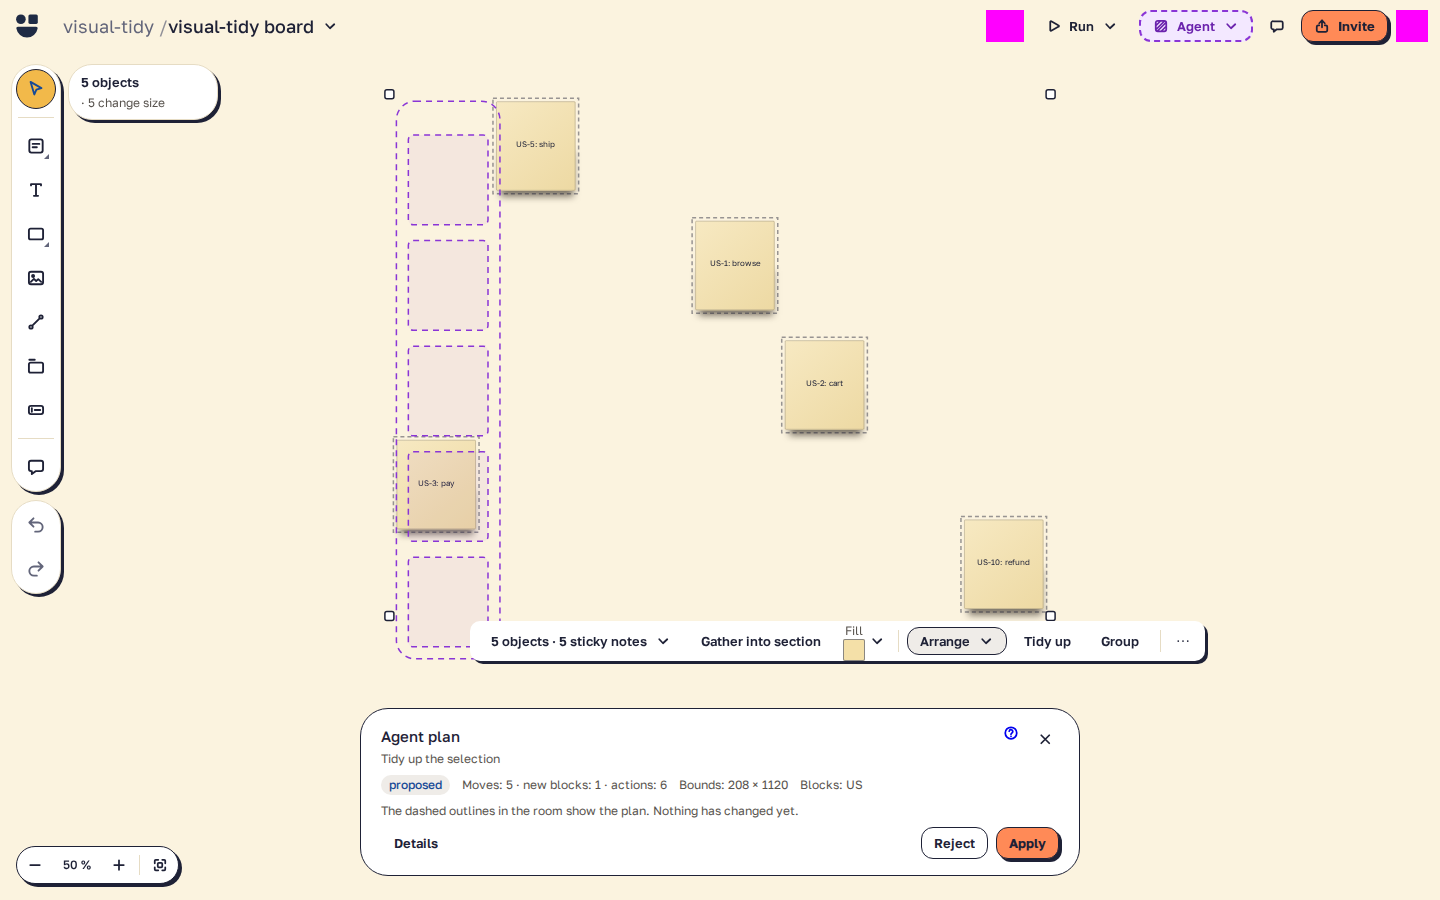 visual-tidy / visual-tidy board
Run
Agent
Invite
5 objects
· 5 change size
US-5: ship
US-1: browse
US-2: cart
US-3: pay
US-10: refund
5 objects · 5 sticky notes
Gather into section
Fill
Arrange
Tidy up
Group
Agent plan
Tidy up the selection
proposed Moves: 5 · new blocks: 1 · actions: 6 Bounds: 208 × 1120 Blocks: US
The dashed outlines in the room show the plan. Nothing has changed yet.
Details
Reject
Apply
50 %